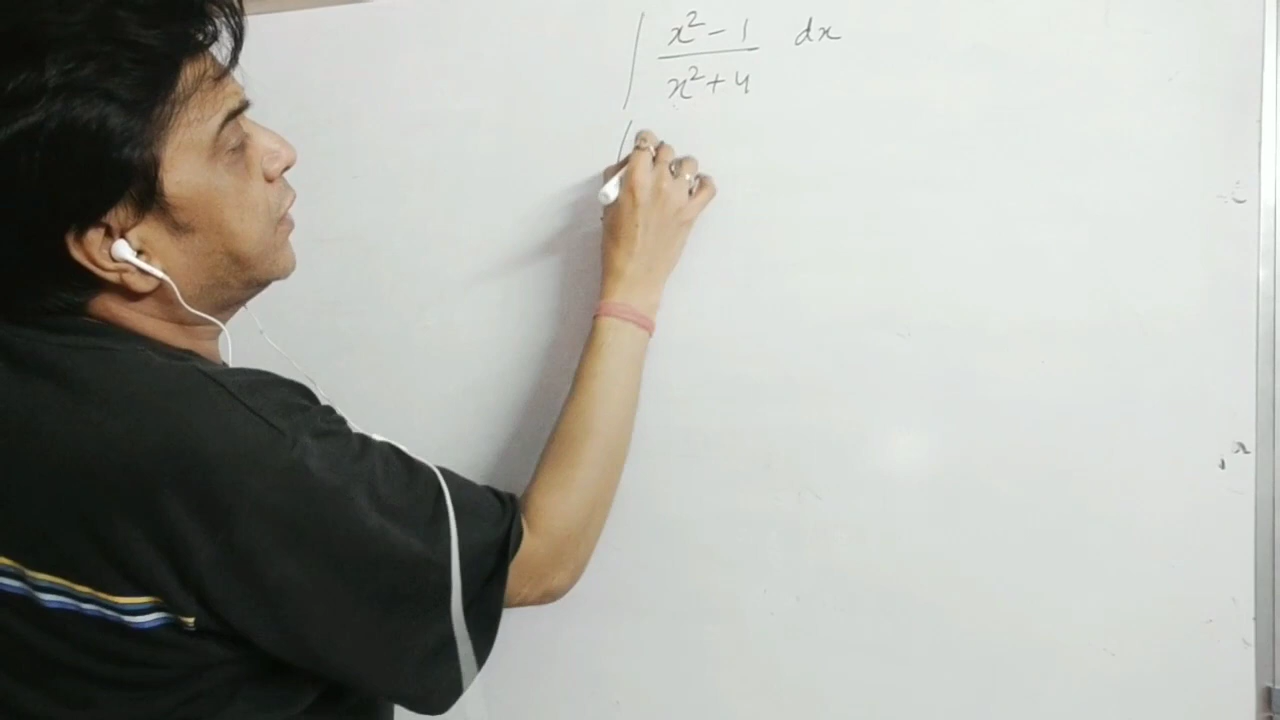 ∫ x² - 1 / x² + 4 dx
∫